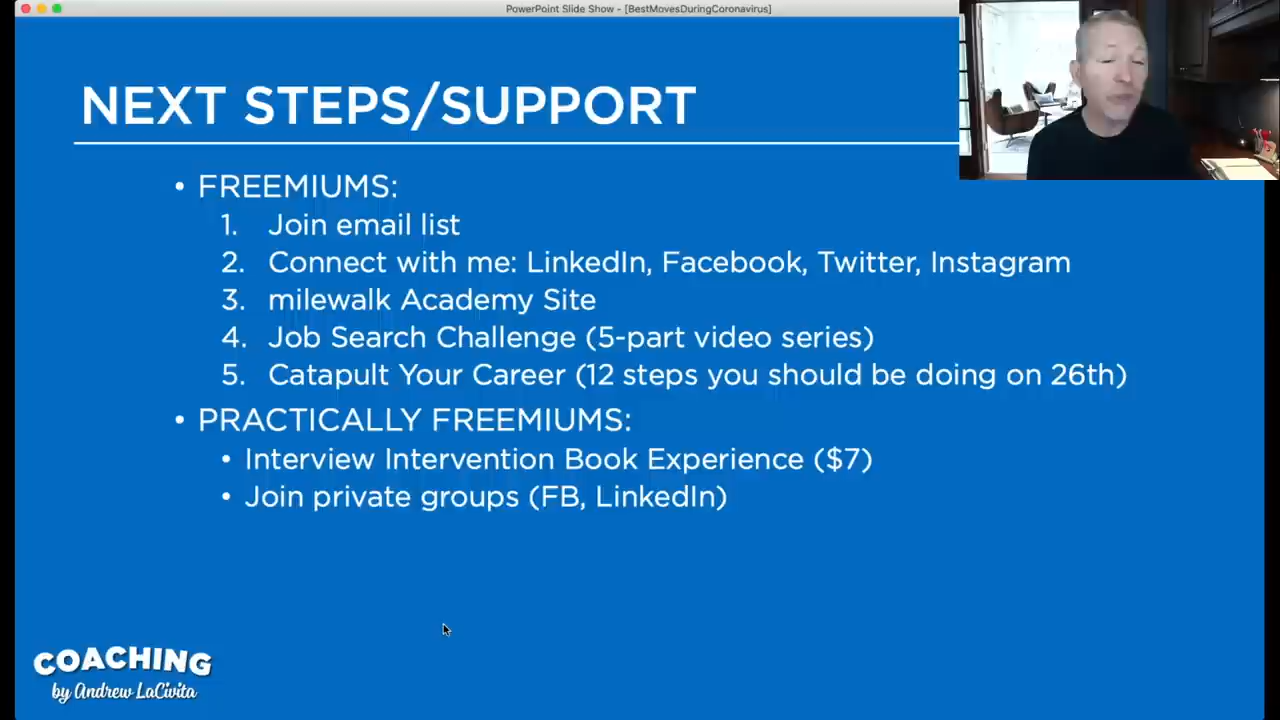 PowerPoint Slide Show - [BestMovesDuringCoronavirus]
NEXT STEPS/SUPPORT
• FREEMIUMS:
1. Join email list
2. Connect with me: LinkedIn, Facebook, Twitter, Instagram
3. milewalk Academy Site
4. Job Search Challenge (5-part video series)
5. Catapult Your Career (12 steps you should be doing on 26th)
• PRACTICALLY FREEMIUMS:
• Interview Intervention Book Experience ($7)
• Join private groups (FB, LinkedIn)
COACHING
by Andrew LaCivita